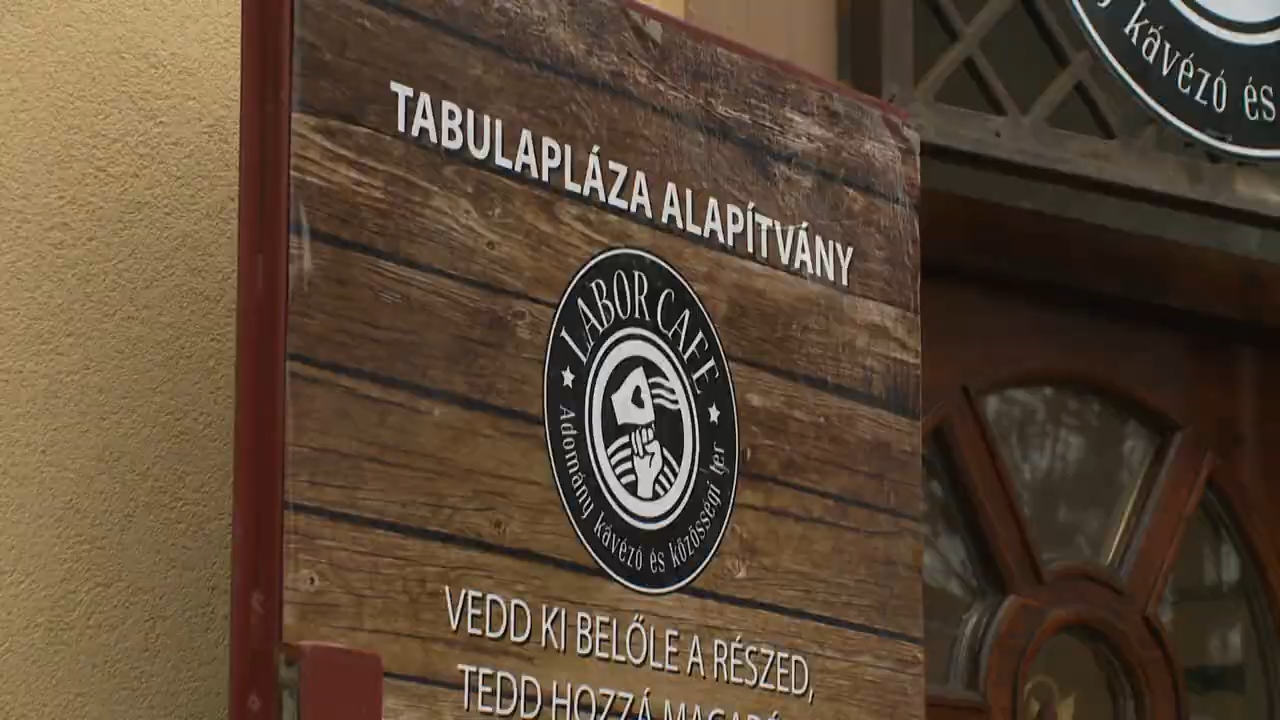 TABULAPLÁZA ALAPÍTVÁNY
LABOR CAFE
Adomány kávézó és közösségi tér
VEDD KI BELŐLE A RÉSZED,
TEDD HOZZÁ
kávézó és